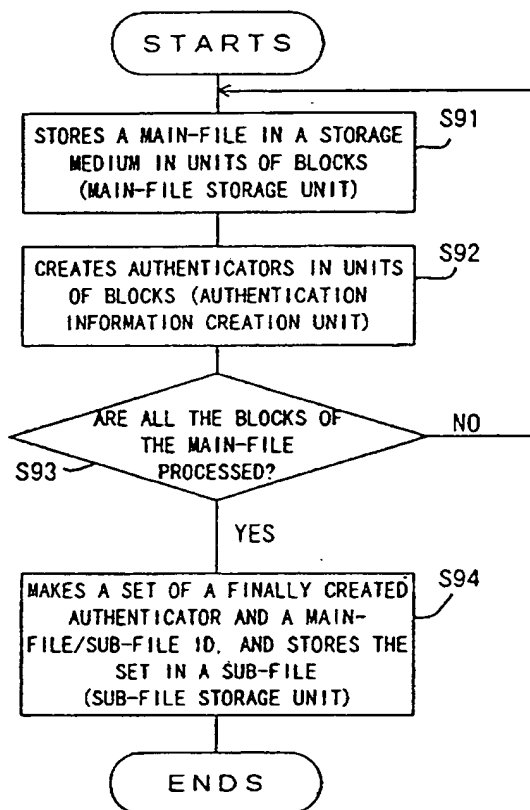 STARTS
S91
STORES A MAIN-FILE IN A STORAGE
MEDIUM IN UNITS OF BLOCKS
(MAIN-FILE STORAGE UNIT)
S92
CREATES AUTHENTICATORS IN UNITS
OF BLOCKS (AUTHENTICATION
INFORMATION CREATION UNIT)
ARE ALL THE BLOCKS OF
THE MAIN-FILE
PROCESSED?
NO
S93
YES
S94
MAKES A SET OF A FINALLY CREATED
AUTHENTICATOR AND A MAIN-
FILE/SUB-FILE ID, AND STORES THE
SET IN A SUB-FILE
(SUB-FILE STORAGE UNIT)
ENDS